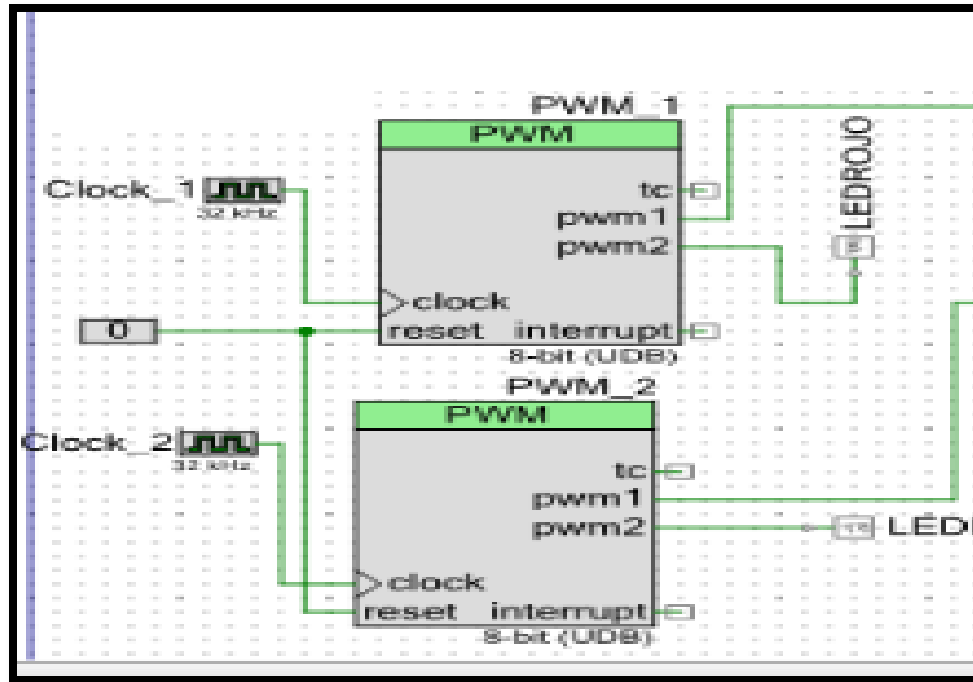 PWM_1
PWM
Clock_1
32 kHz
LEDROJO
tc
pwm1
pwm2
clock
0
reset interrupt
8-bit (UDB)
PWM_2
PWM
Clock_2
32 kHz
tc
pwm1
pwm2
LED
clock
reset interrupt
8-bit (UDB)